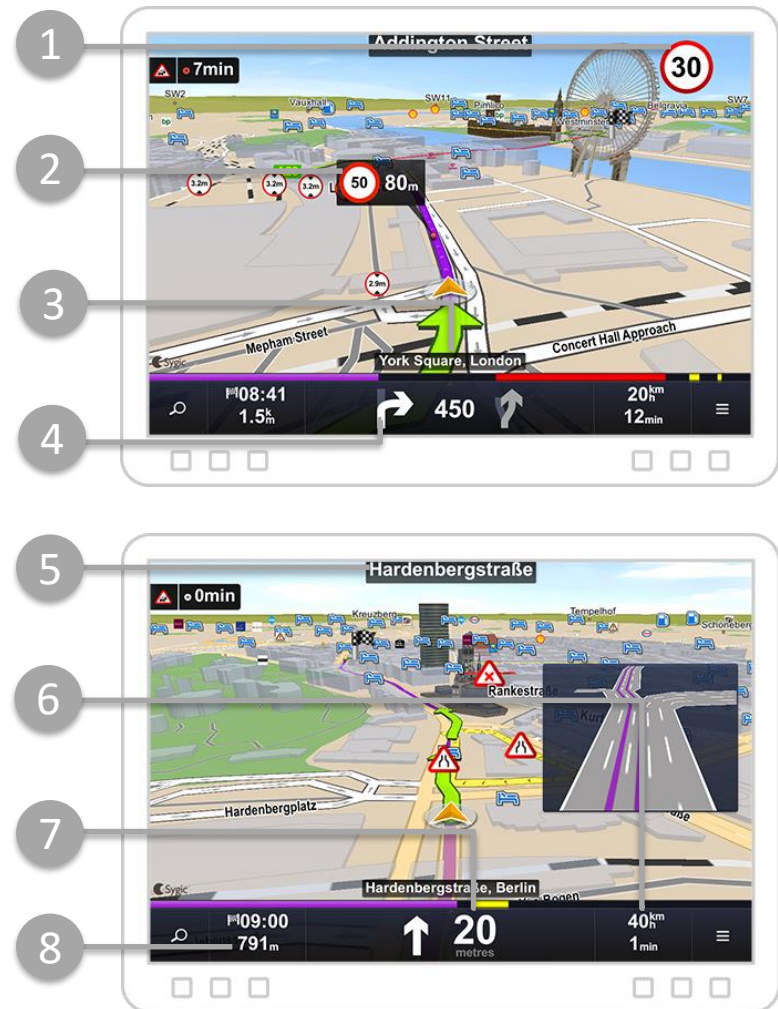 1
Addington Street
30
7min
SW2
Vauxhall
SW11
Pimlico
Belgravia
SW7
bp
Westminster
2
50 80m
3.2m
3.2m
3.2m
3
2.9m
Mepham Street
Concert Hall Approach
Sygic
York Square, London
08:41
1.5km
450
20km/h
12min
4
5
Hardenbergstraße
0min
Kreuzberg
Tempelhof
Schöneberg
6
Rankestraße
Hardenbergplatz
7
Sygic
Hardenbergstraße, Berlin
09:00
791m
20
metres
40km/h
1min
8